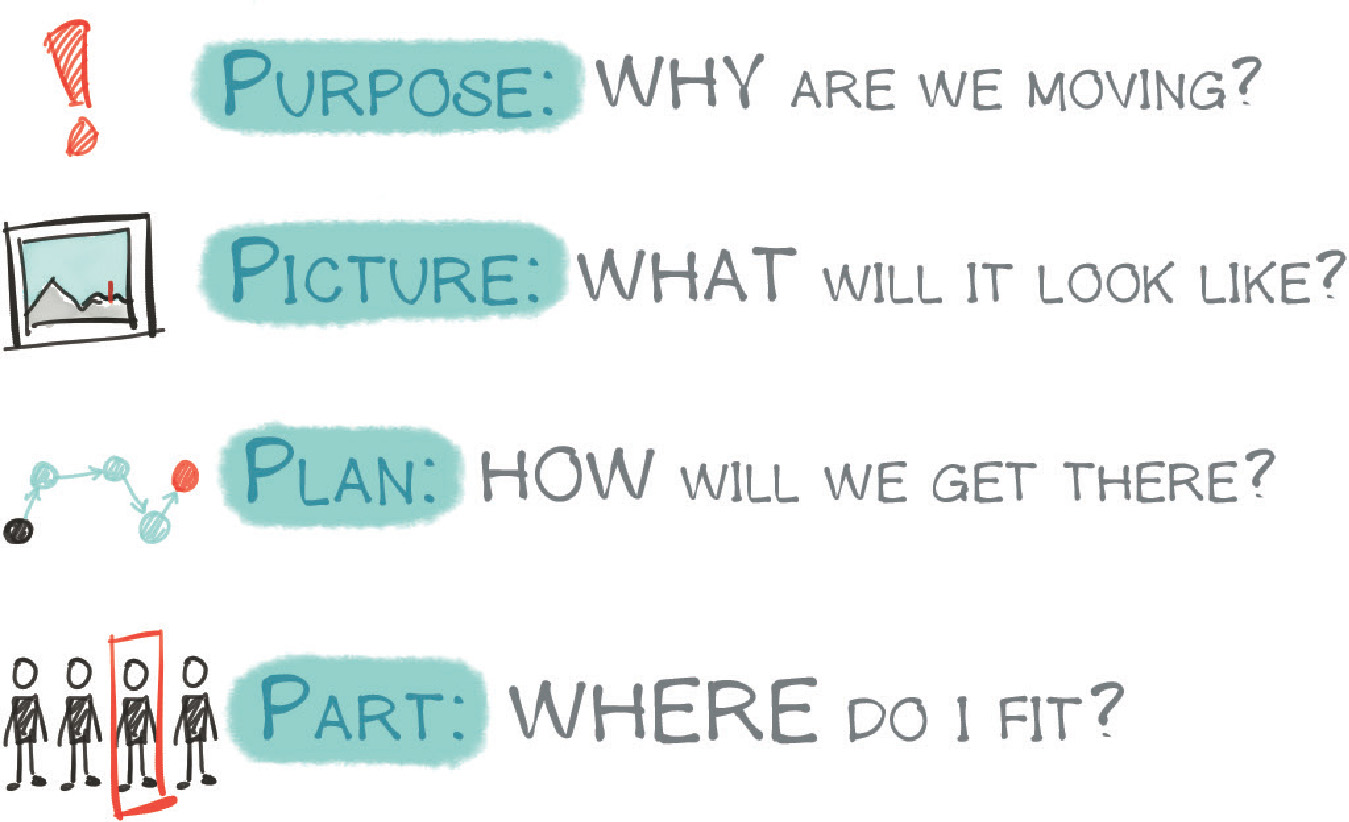 PURPOSE: WHY ARE WE MOVING?
PICTURE: WHAT WILL IT LOOK LIKE?
PLAN: HOW WILL WE GET THERE?
PART: WHERE DO I FIT?